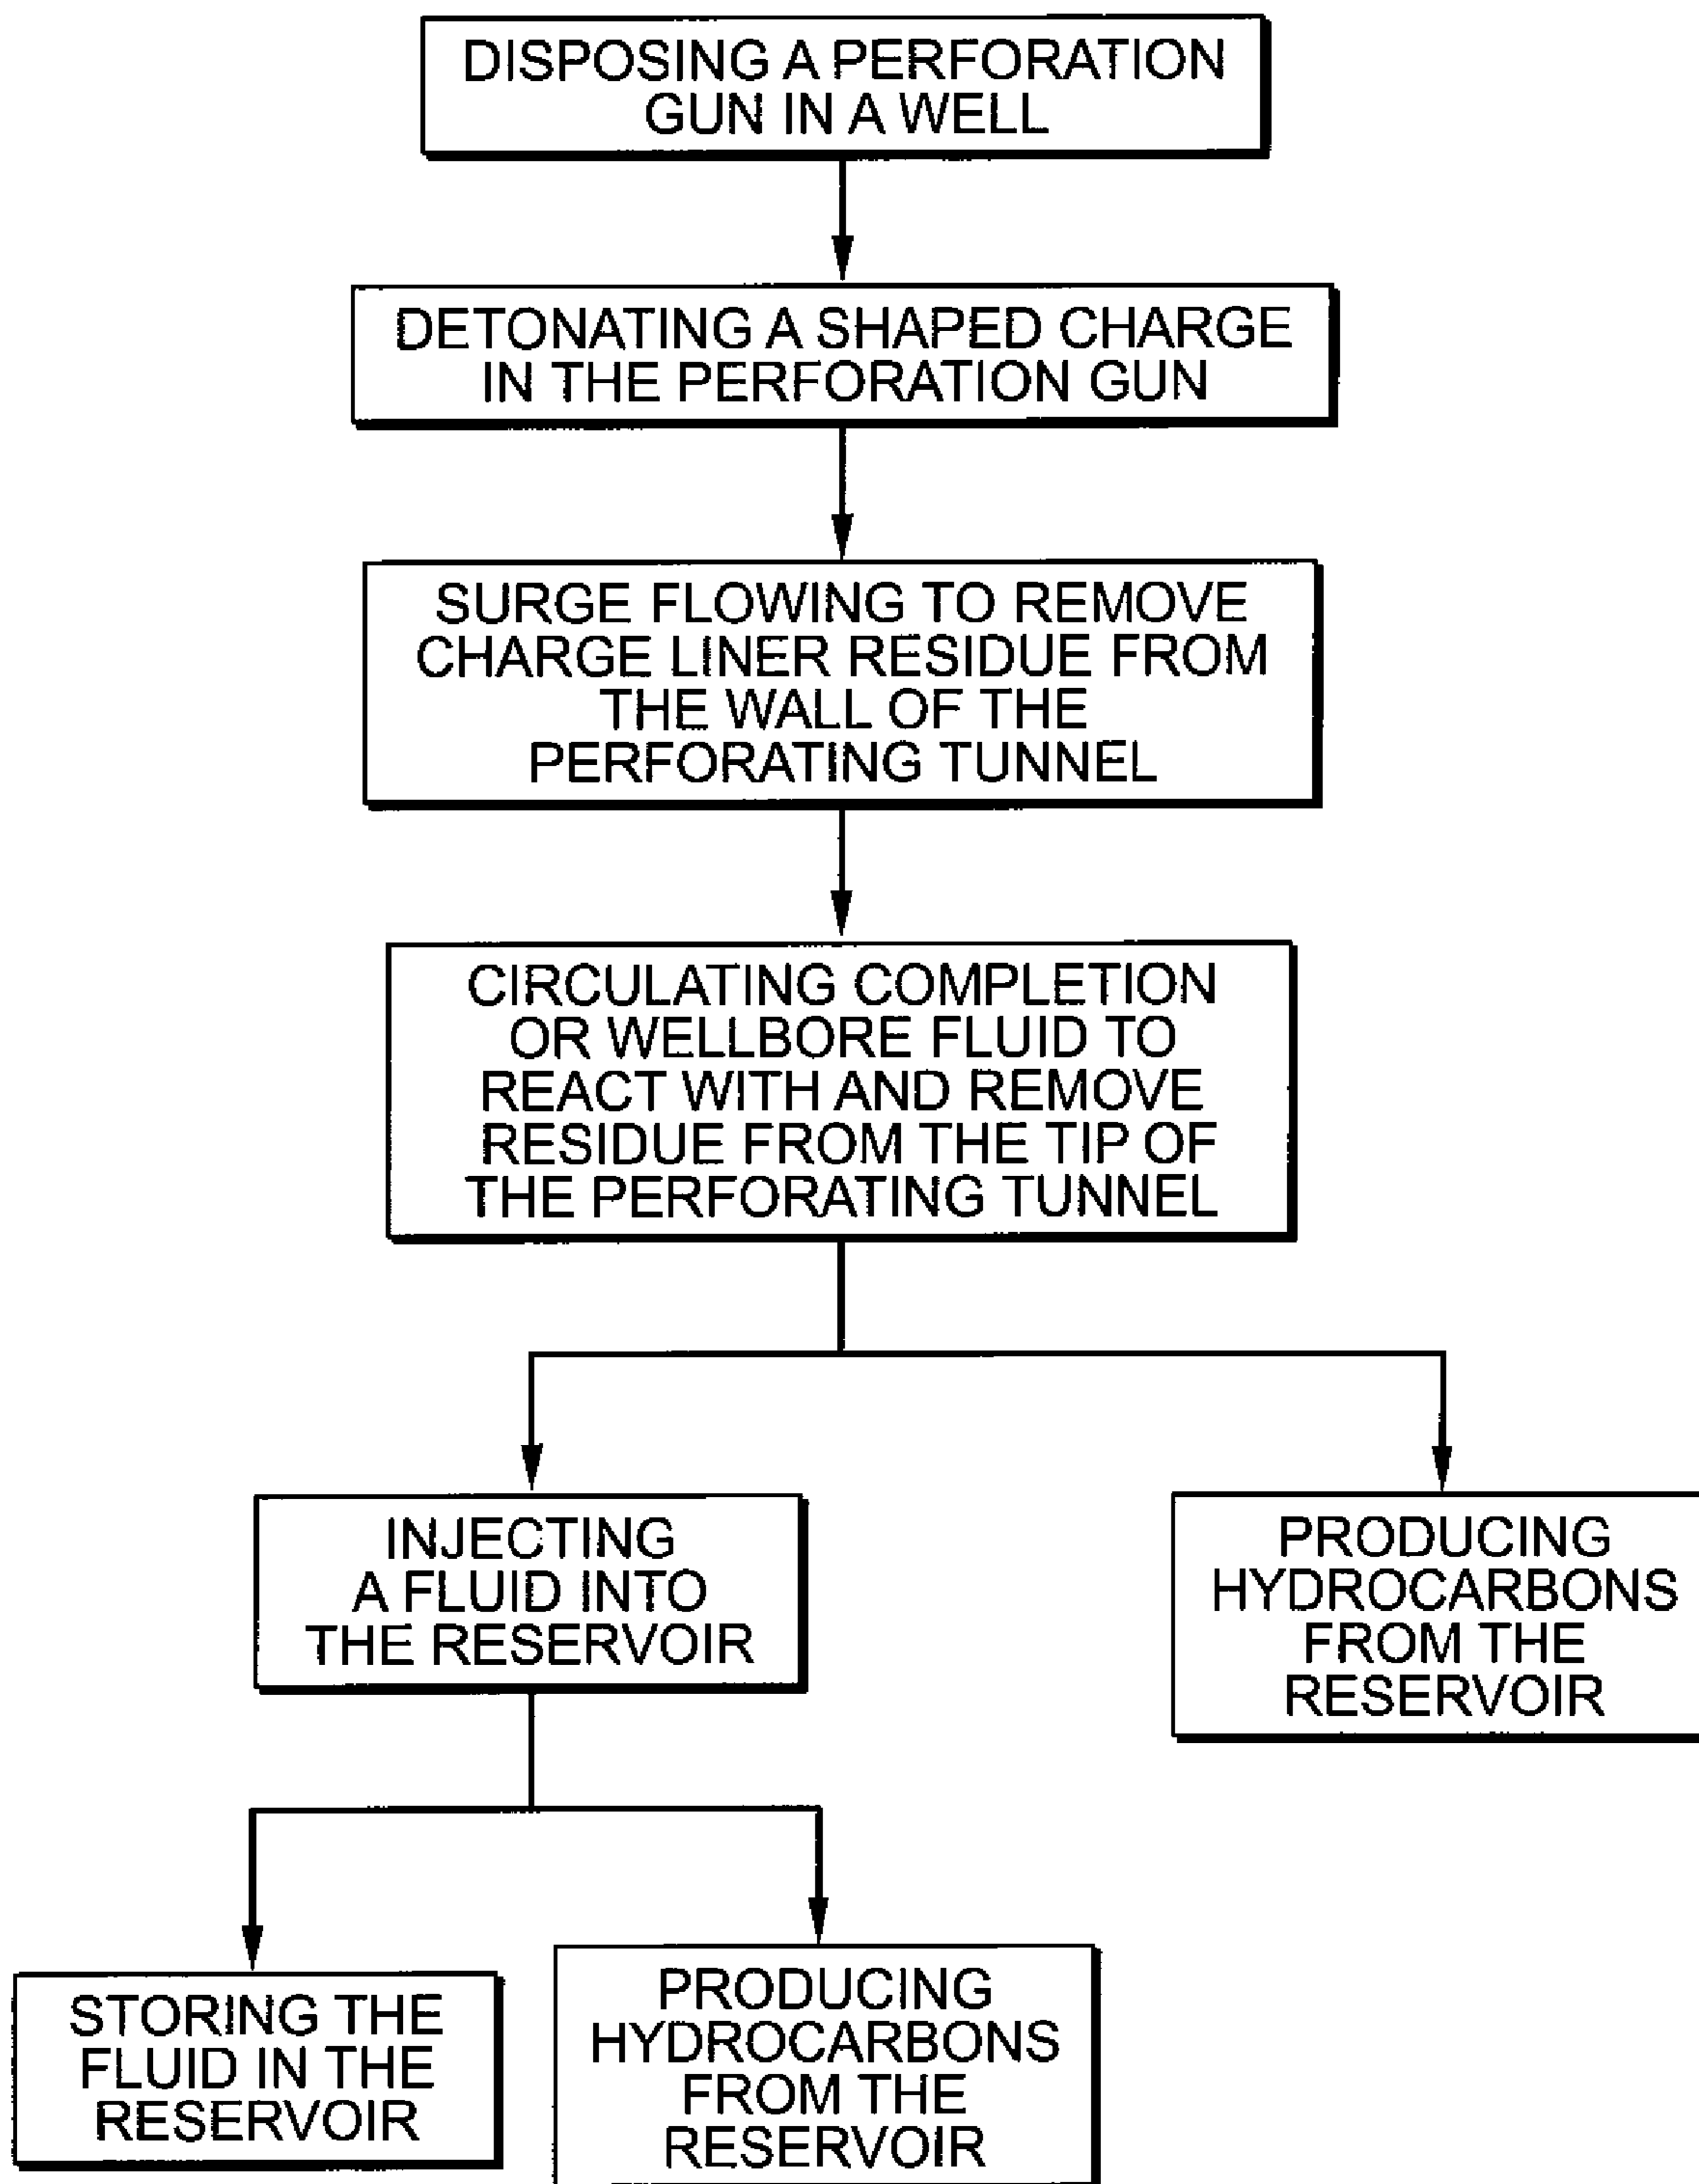 DISPOSING A PERFORATION
GUN IN A WELL
DETONATING A SHAPED CHARGE
IN THE PERFORATION GUN
SURGE FLOWING TO REMOVE
CHARGE LINER RESIDUE FROM
THE WALL OF THE
PERFORATING TUNNEL
CIRCULATING COMPLETION
OR WELLBORE FLUID TO
REACT WITH AND REMOVE
RESIDUE FROM THE TIP OF
THE PERFORATING TUNNEL
INJECTING
A FLUID INTO
THE RESERVOIR
PRODUCING
HYDROCARBONS
FROM THE
RESERVOIR
STORING THE
FLUID IN THE
RESERVOIR
PRODUCING
HYDROCARBONS
FROM THE
RESERVOIR